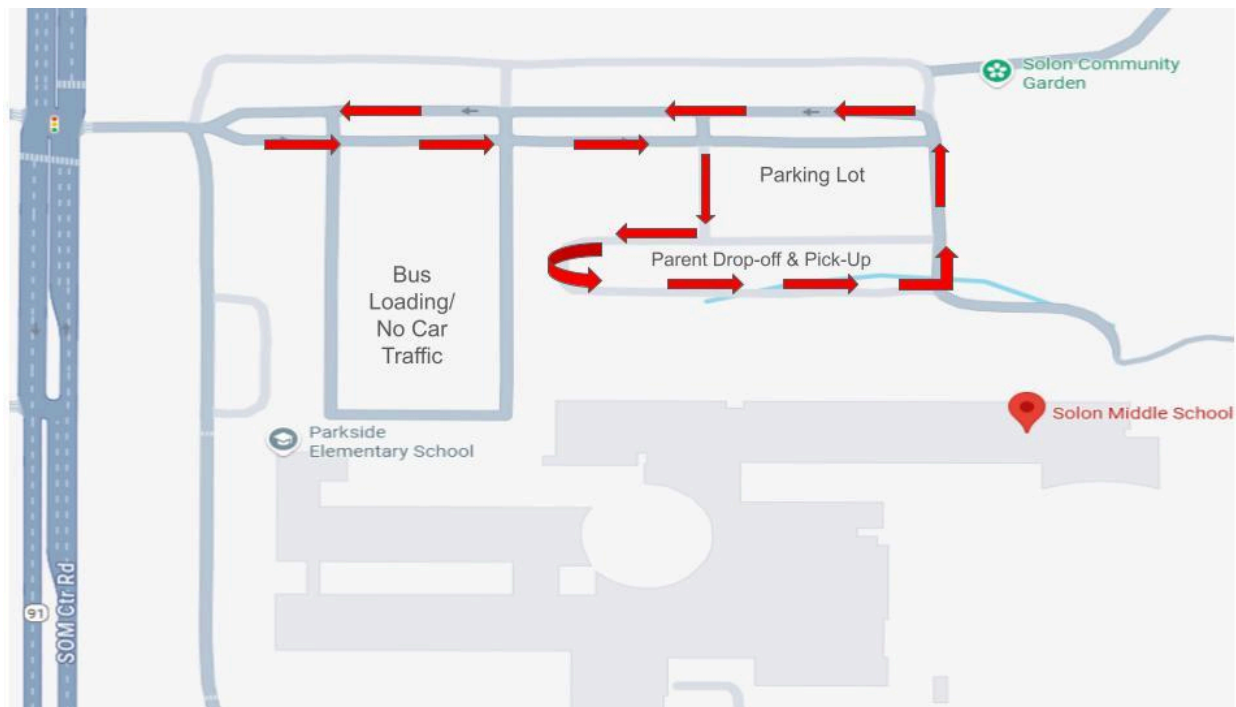 Solon Community
Garden
Parking Lot
Parent Drop-off & Pick-Up
Bus
Loading/
No Car
Traffic
Solon Middle School
Parkside
Elementary School
SOM Ctr Rd
91